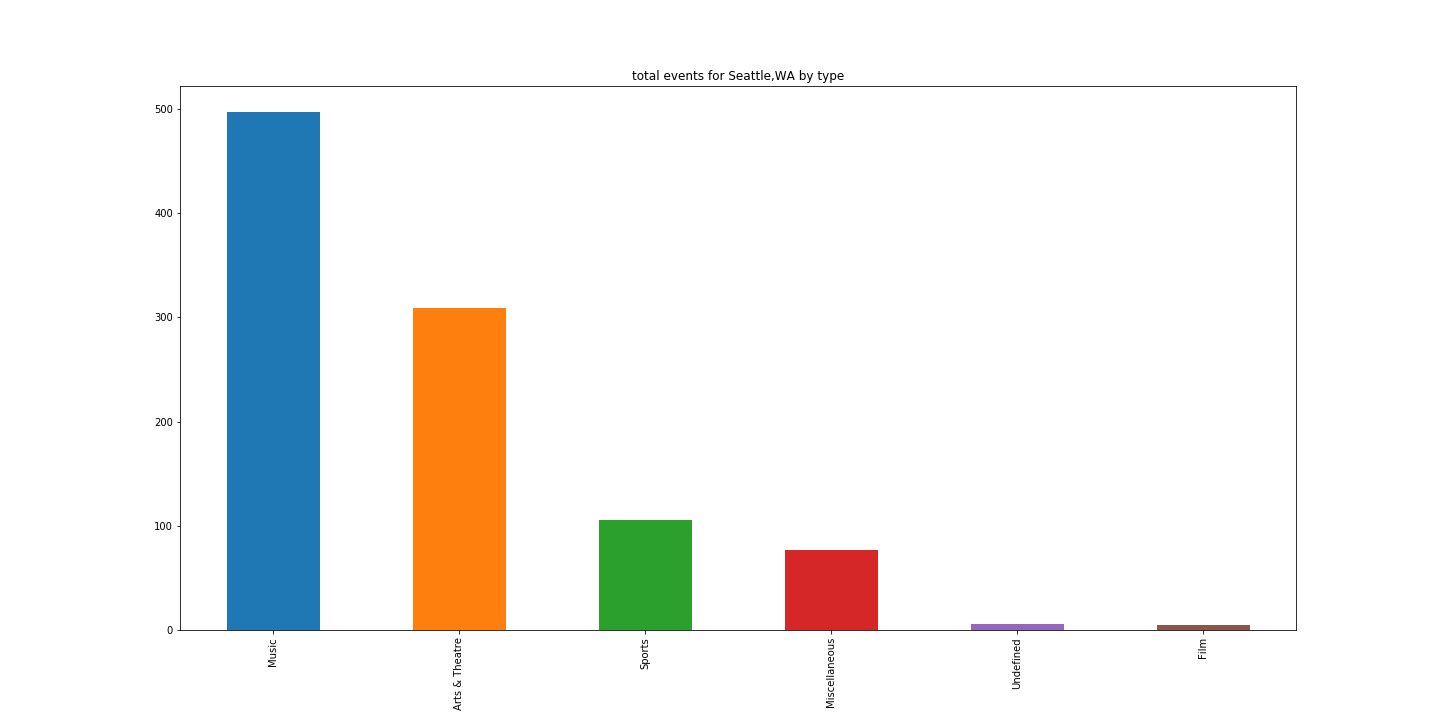 total events for Seattle,WA by type
500
400
300
200
100
0
Music
Arts & Theatre
Sports
Miscellaneous
Undefined
Film